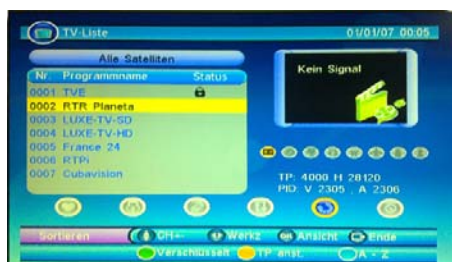 TV-Liste
01/01/07 00:05
Alle Satelliten
Nr. Programmname Status
0001 TVE
0002 RTR Planeta
0003 LUXE-TV-SD
0004 LUXE-TV-HD
0005 France 24
0006 RTPi
0007 Cubavision
Kein Signal
TP: 4000 H 28120
PID: V 2305 , A 2306
Sortieren CH Werkz Ansicht Ende
Verschlüsselt TP anst. A - Z